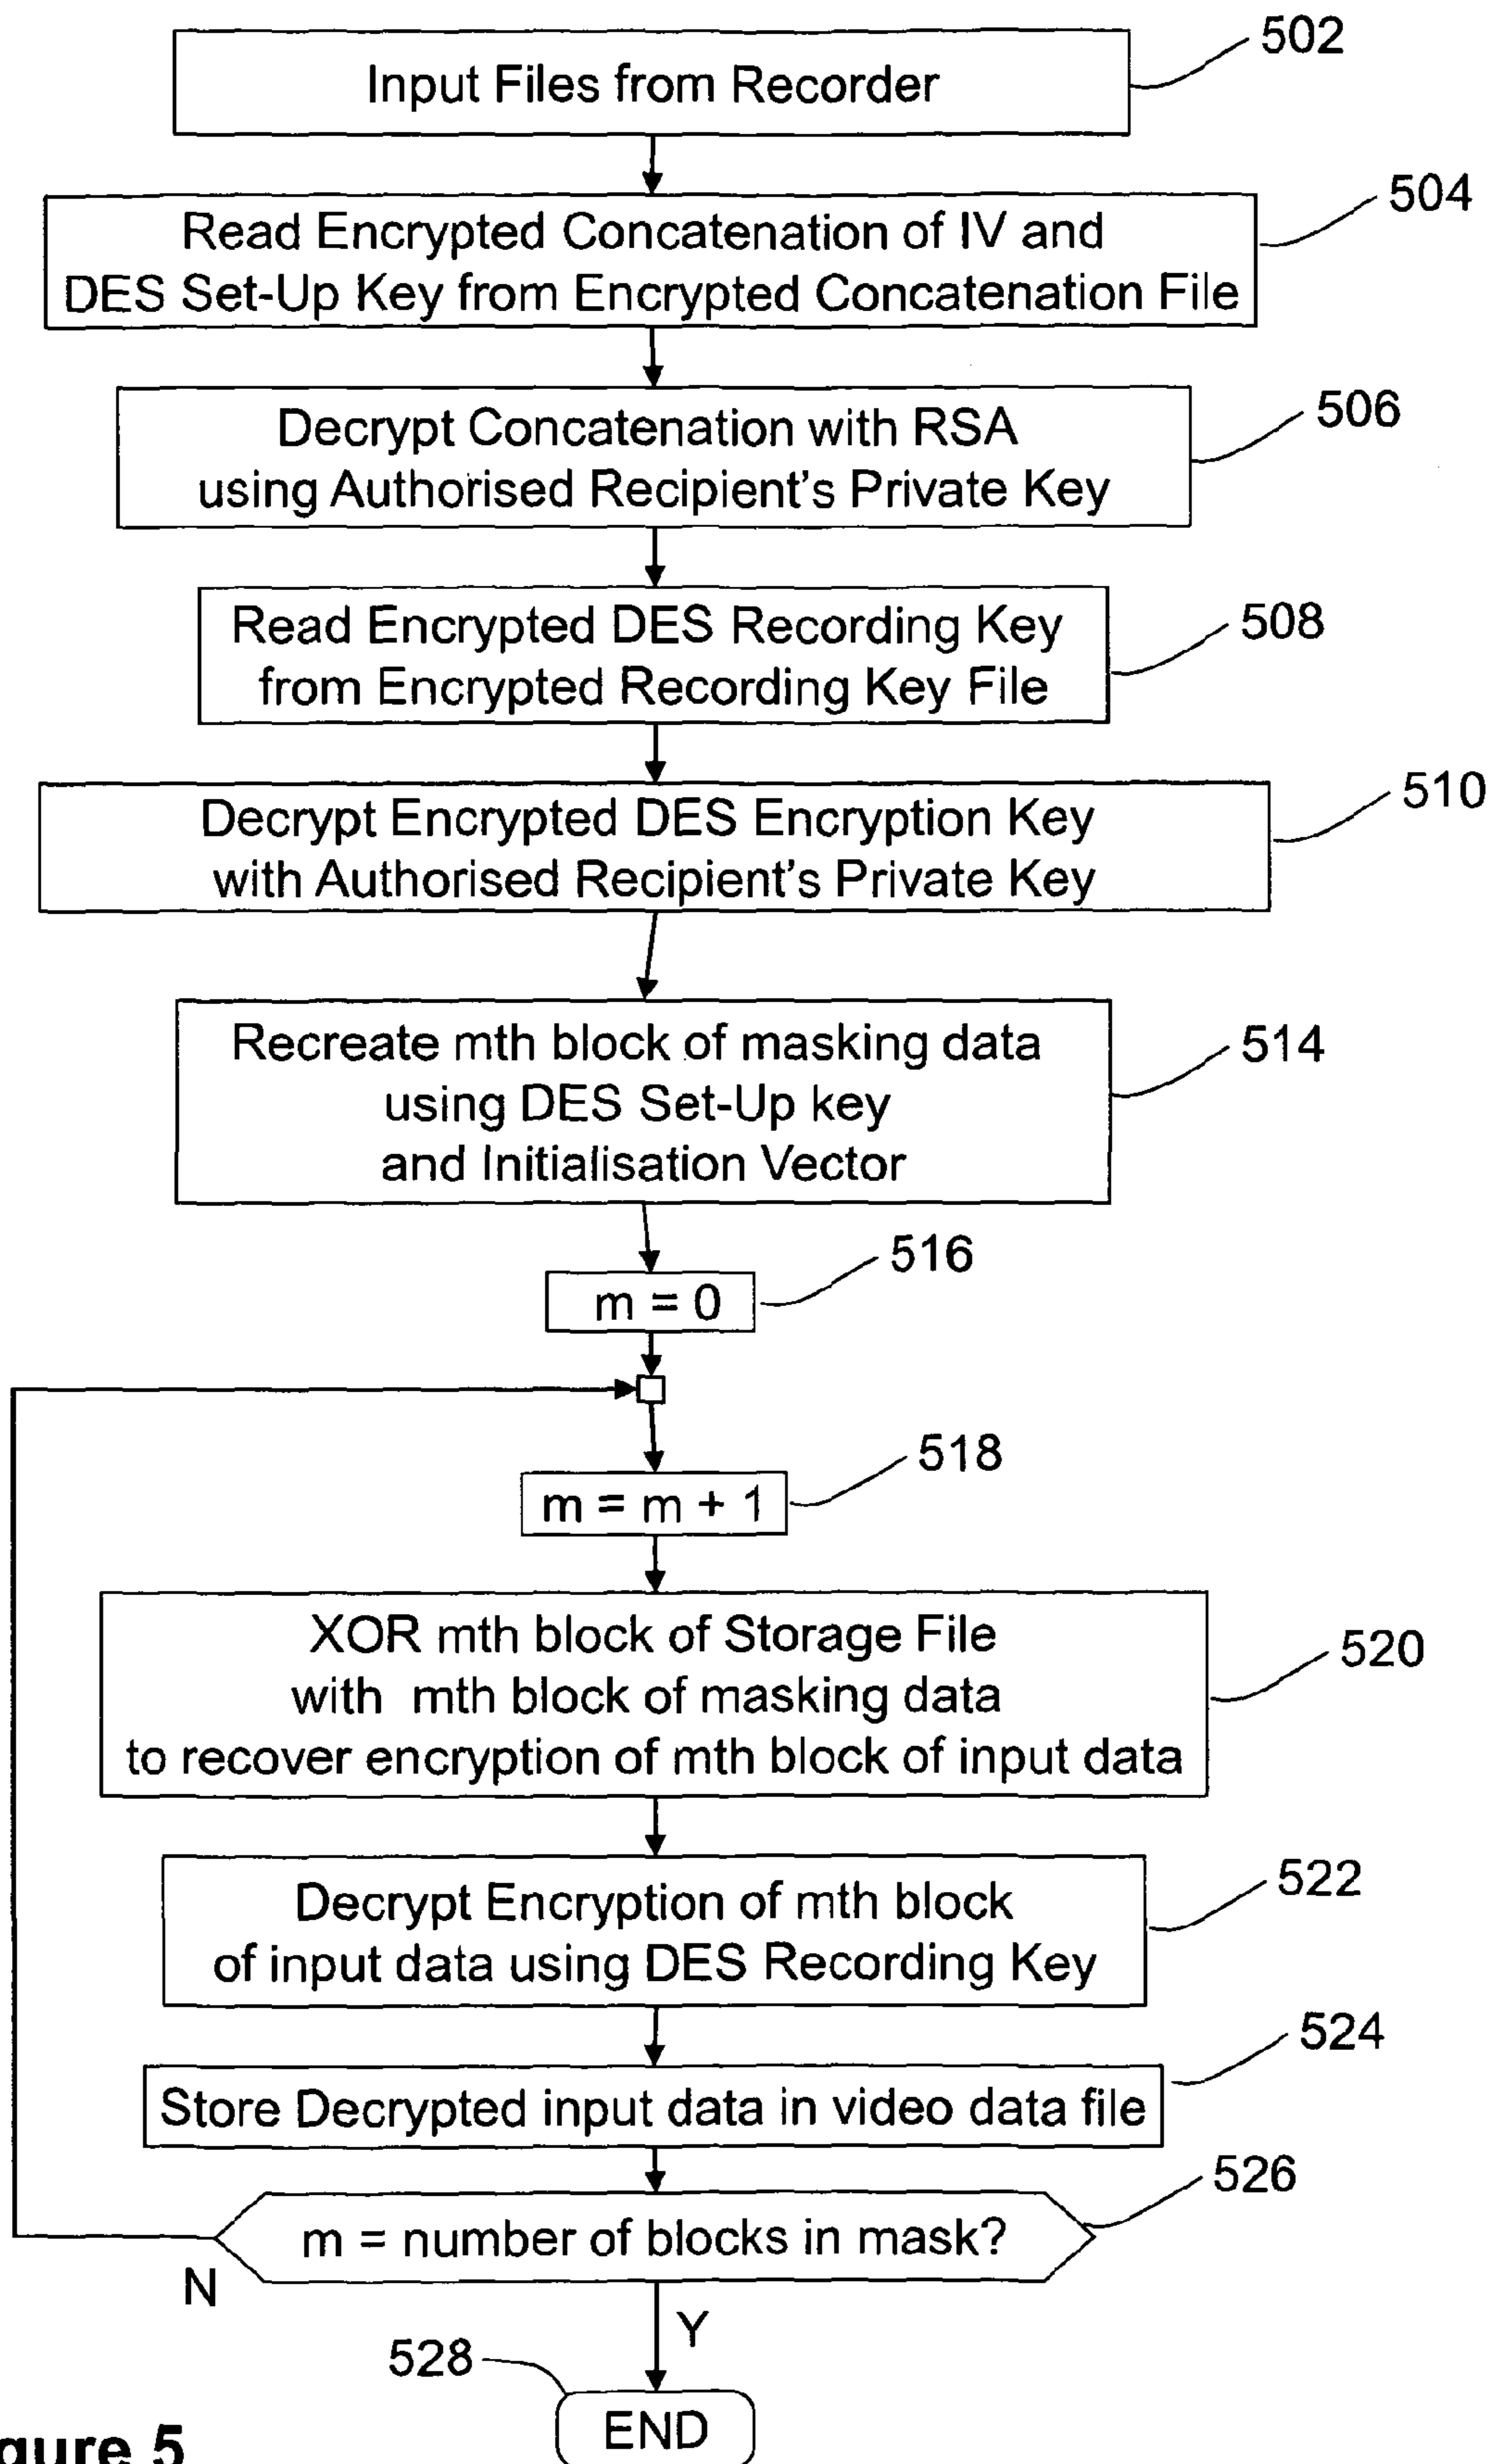 502
Input Files from Recorder
504
Read Encrypted Concatenation of IV and
DES Set-Up Key from Encrypted Concatenation File
506
Decrypt Concatenation with RSA
using Authorised Recipient's Private Key
508
Read Encrypted DES Recording Key
from Encrypted Recording Key File
510
Decrypt Encrypted DES Encryption Key
with Authorised Recipient's Private Key
514
Recreate mth block of masking data
using DES Set-Up key
and Initialisation Vector
516
m = 0
518
m = m + 1
520
XOR mth block of Storage File
with mth block of masking data
to recover encryption of mth block of input data
522
Decrypt Encryption of mth block
of input data using DES Recording Key
524
Store Decrypted input data in video data file
526
m = number of blocks in mask?
N
Y
528
END
gure 5